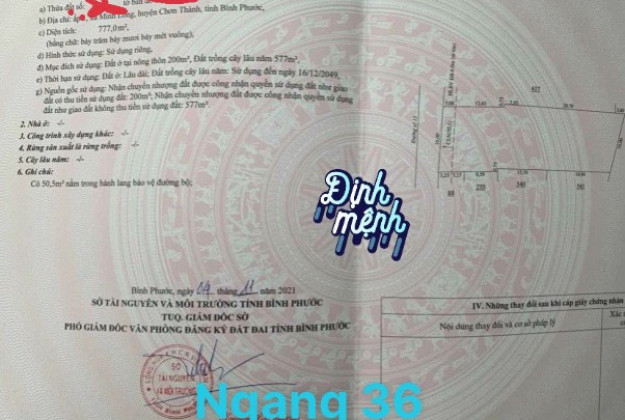 a) Thửa đất số:
b) Địa chỉ: ấp Minh Long, huyện Chơn Thành, tỉnh Bình Phước,
c) Diện tích: 777,0m²,
(bằng chữ: bảy trăm bảy mươi bảy mét vuông),
d) Hình thức sử dụng: Sử dụng riêng,
đ) Mục đích sử dụng: Đất ở tại nông thôn 200m², Đất trồng cây lâu năm 577m²,
e) Thời hạn sử dụng: Đất ở: Lâu dài; Đất trồng cây lâu năm: Sử dụng đến ngày 16/12/2049,
g) Nguồn gốc sử dụng: Nhận chuyển nhượng đất được công nhận quyền sử dụng đất như giao
đất có thu tiền sử dụng đất: 200m²; Nhận chuyển nhượng đất được công nhận quyền sử dụng
đất như giao đất không thu tiền sử dụng đất: 577m².
2. Nhà ở: -/-
3. Công trình xây dựng khác: -/-
4. Rừng sản xuất là rừng trồng: -/-
5. Cây lâu năm: -/-
6. Ghi chú:
Có 50,5m² nằm trong hành lang bảo vệ đường bộ;
Định
mệnh
Bình Phước, ngày 09 tháng 11 năm 2021
SỞ TÀI NGUYÊN VÀ MÔI TRƯỜNG TỈNH BÌNH PHƯỚC
TUQ. GIÁM ĐỐC SỞ
PHÓ GIÁM ĐỐC VĂN PHÒNG ĐĂNG KÝ ĐẤT ĐAI TỈNH BÌNH PHƯỚC
SỞ
TÀI NGUYÊN
VÀ MÔI TRƯỜNG
IV. Những thay đổi sau khi cấp giấy chứng nhận
Nội dung thay đổi và cơ sở pháp lý
Xác
Ngang 36